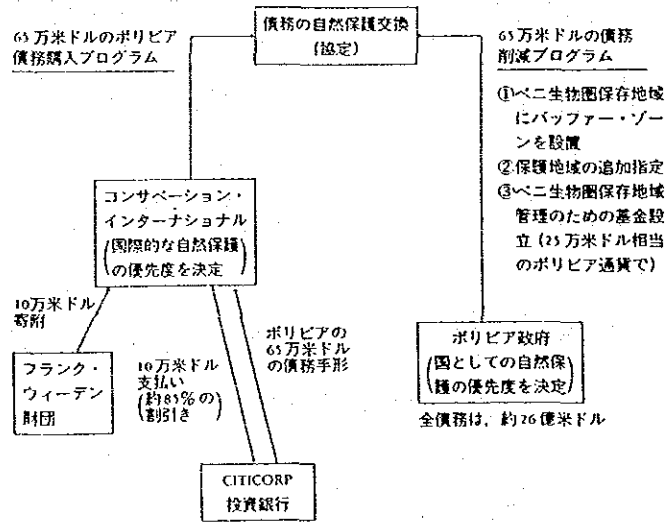 65万米ドルのボリビア
債務購入プログラム
債務の自然保護交換
(協定)
65万米ドルの債務
削減プログラム
①ベニ生物圏保存地域
にバッファー・ゾー
ンを設置
②保護地域の追加指定
③ベニ生物圏保存地域
管理のための基金設
立(25万米ドル相当
のボリビア通貨で)
コンサベーション・
インターナショナル
(国際的な自然保護
の優先度を決定)
10万米ドル
寄附
フランク・
ウィーデン
財団
10万米ドル
支払い
(約85%の
割引き)
ボリビアの
65万米ドル
の債務手形
ボリビア政府
(国としての自然保
護の優先度を決定)
全債務は,約26億米ドル
CITICORP
投資銀行